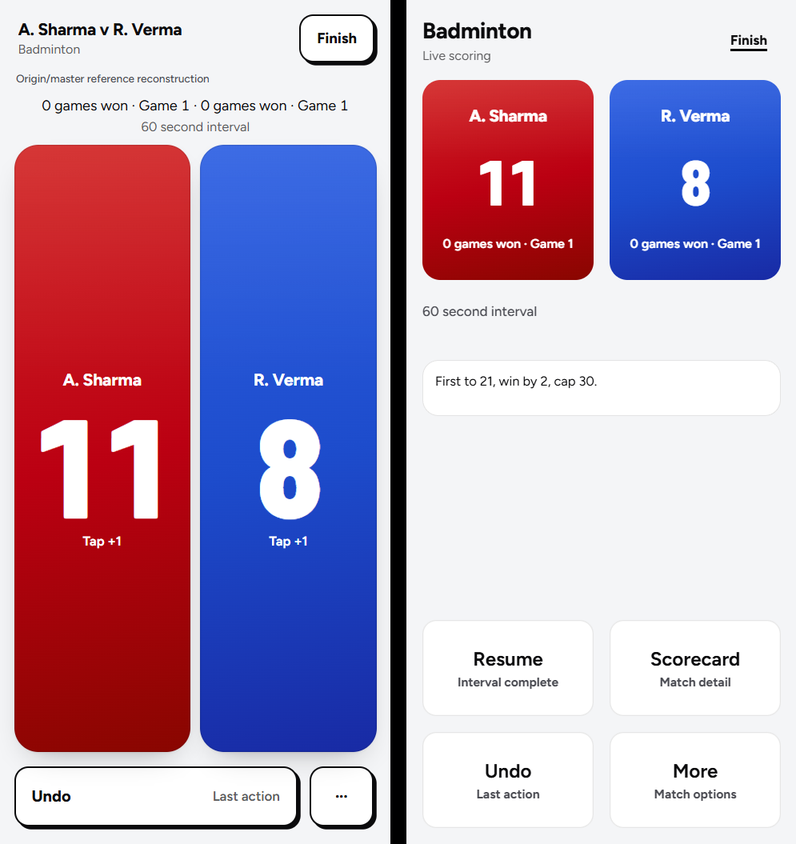 A. Sharma v R. Verma
Badminton
Finish
Origin/master reference reconstruction
0 games won · Game 1 · 0 games won · Game 1
60 second interval
A. Sharma
11
Tap +1
R. Verma
8
Tap +1
Undo
Last action
···
Badminton
Live scoring
Finish
A. Sharma
11
0 games won · Game 1
R. Verma
8
0 games won · Game 1
60 second interval
First to 21, win by 2, cap 30.
Resume
Interval complete
Scorecard
Match detail
Undo
Last action
More
Match options